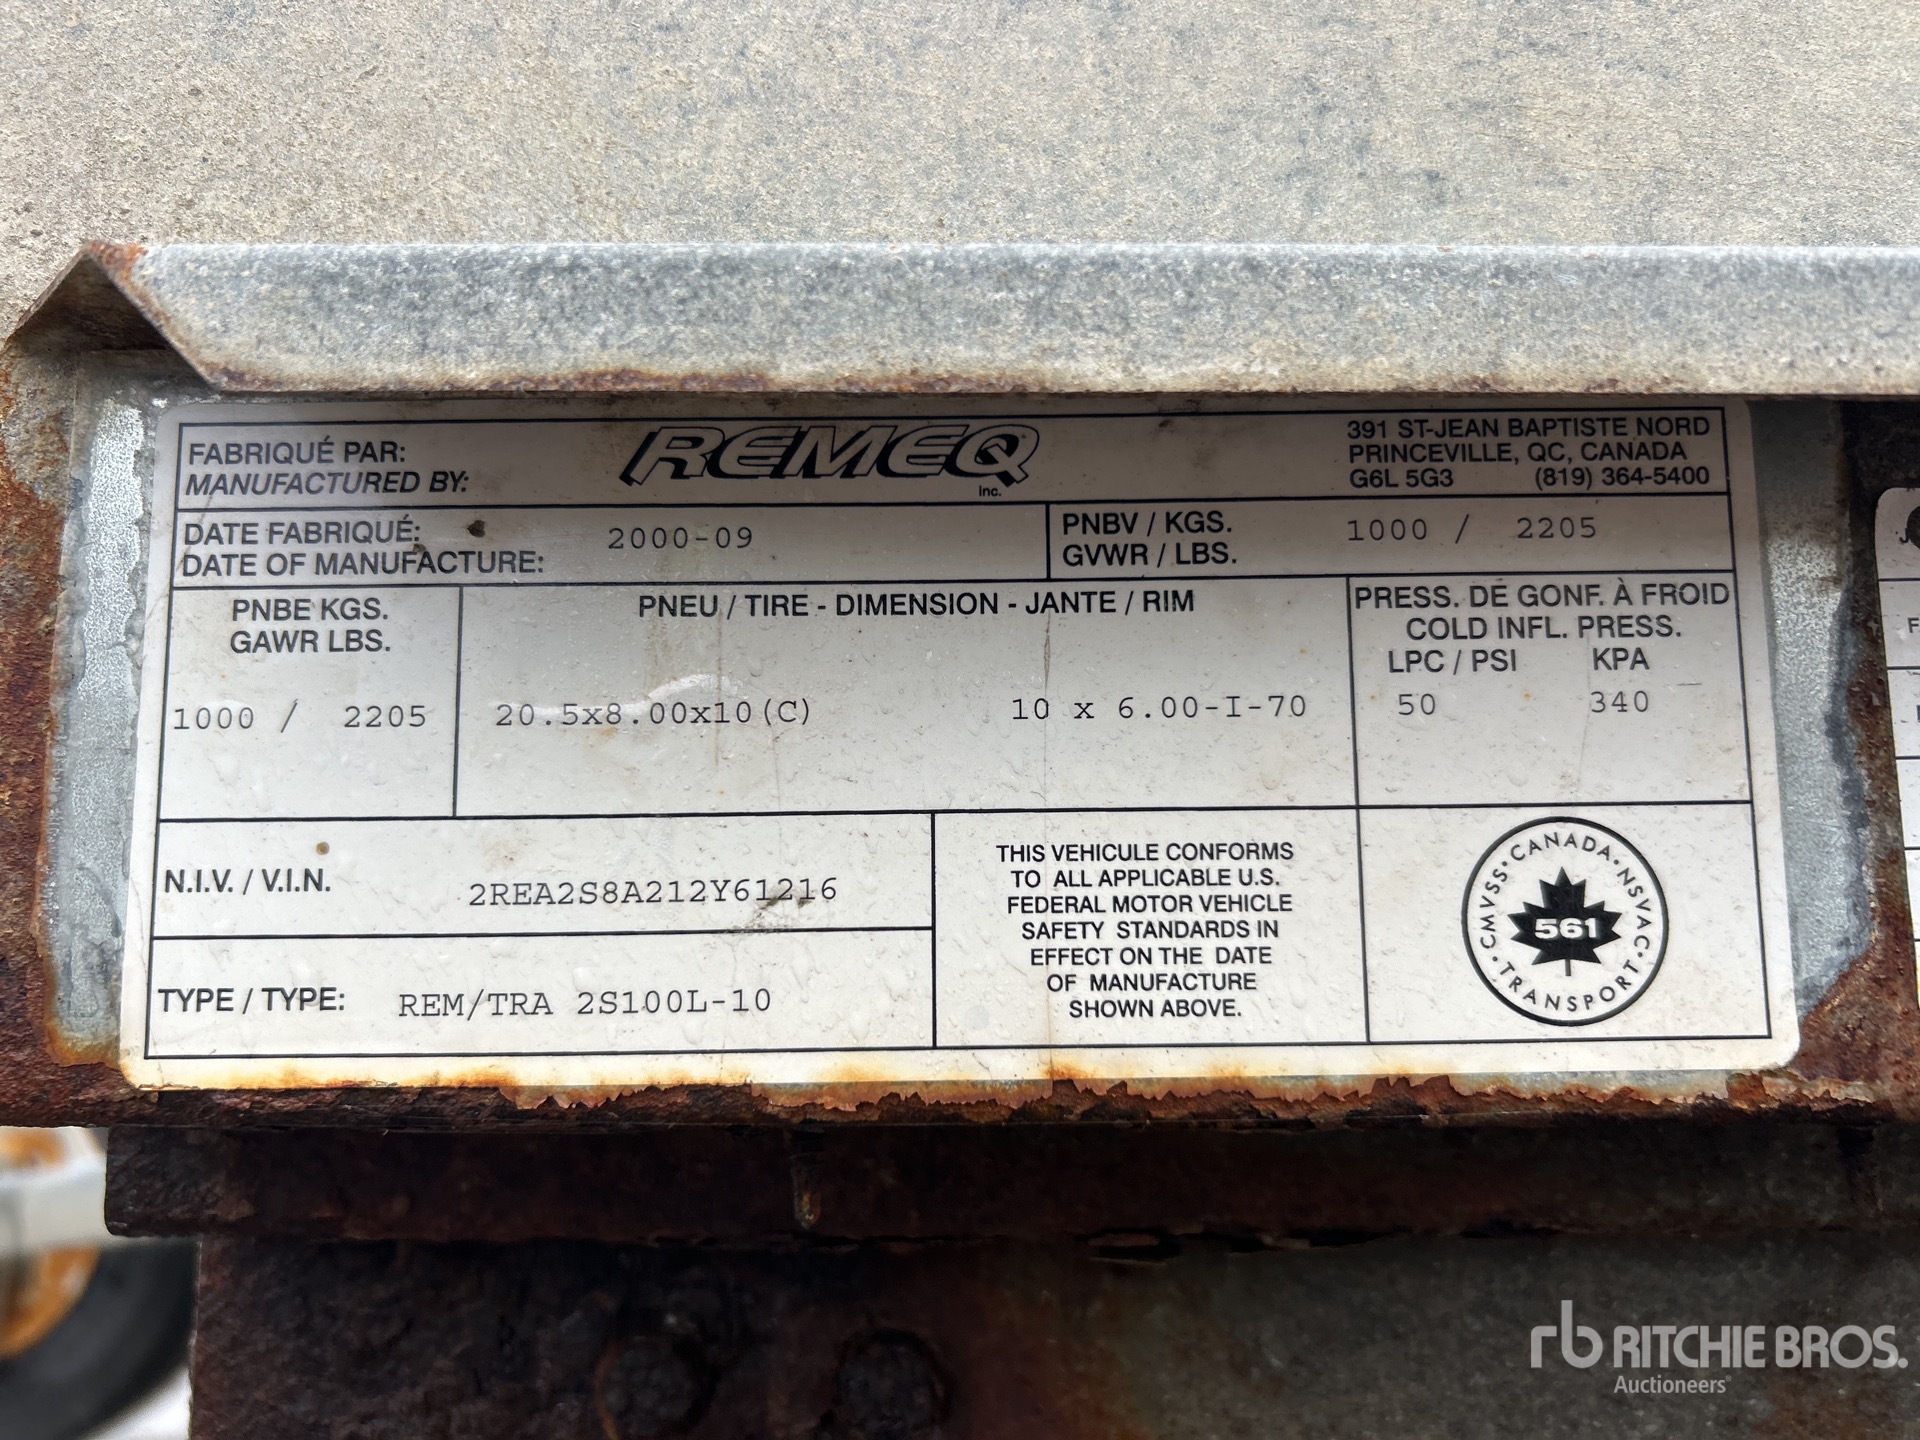 FABRIQUÉ PAR:
MANUFACTURED BY:
REMEQ
Inc.
391 ST-JEAN BAPTISTE NORD
PRINCEVILLE, QC, CANADA
G6L 5G3 (819) 364-5400
DATE FABRIQUÉ:
DATE OF MANUFACTURE:
2000-09
PNBV / KGS.
GVWR / LBS.
1000 / 2205
PNBE KGS.
GAWR LBS.
1000 / 2205
PNEU / TIRE - DIMENSION - JANTE / RIM
20.5x8.00x10(C) 10 x 6.00-I-70
PRESS. DE GONF. À FROID
COLD INFL. PRESS.
LPC / PSI KPA
50 340
N.I.V. / V.I.N. 2REA2S8A212Y61216
TYPE / TYPE: REM/TRA 2S100L-10
THIS VEHICULE CONFORMS
TO ALL APPLICABLE U.S.
FEDERAL MOTOR VEHICLE
SAFETY STANDARDS IN
EFFECT ON THE DATE
OF MANUFACTURE
SHOWN ABOVE.
CMVSS • CANADA • NSVAC • TRANSPORT •
561
rb RITCHIE BROS.
Auctioneers